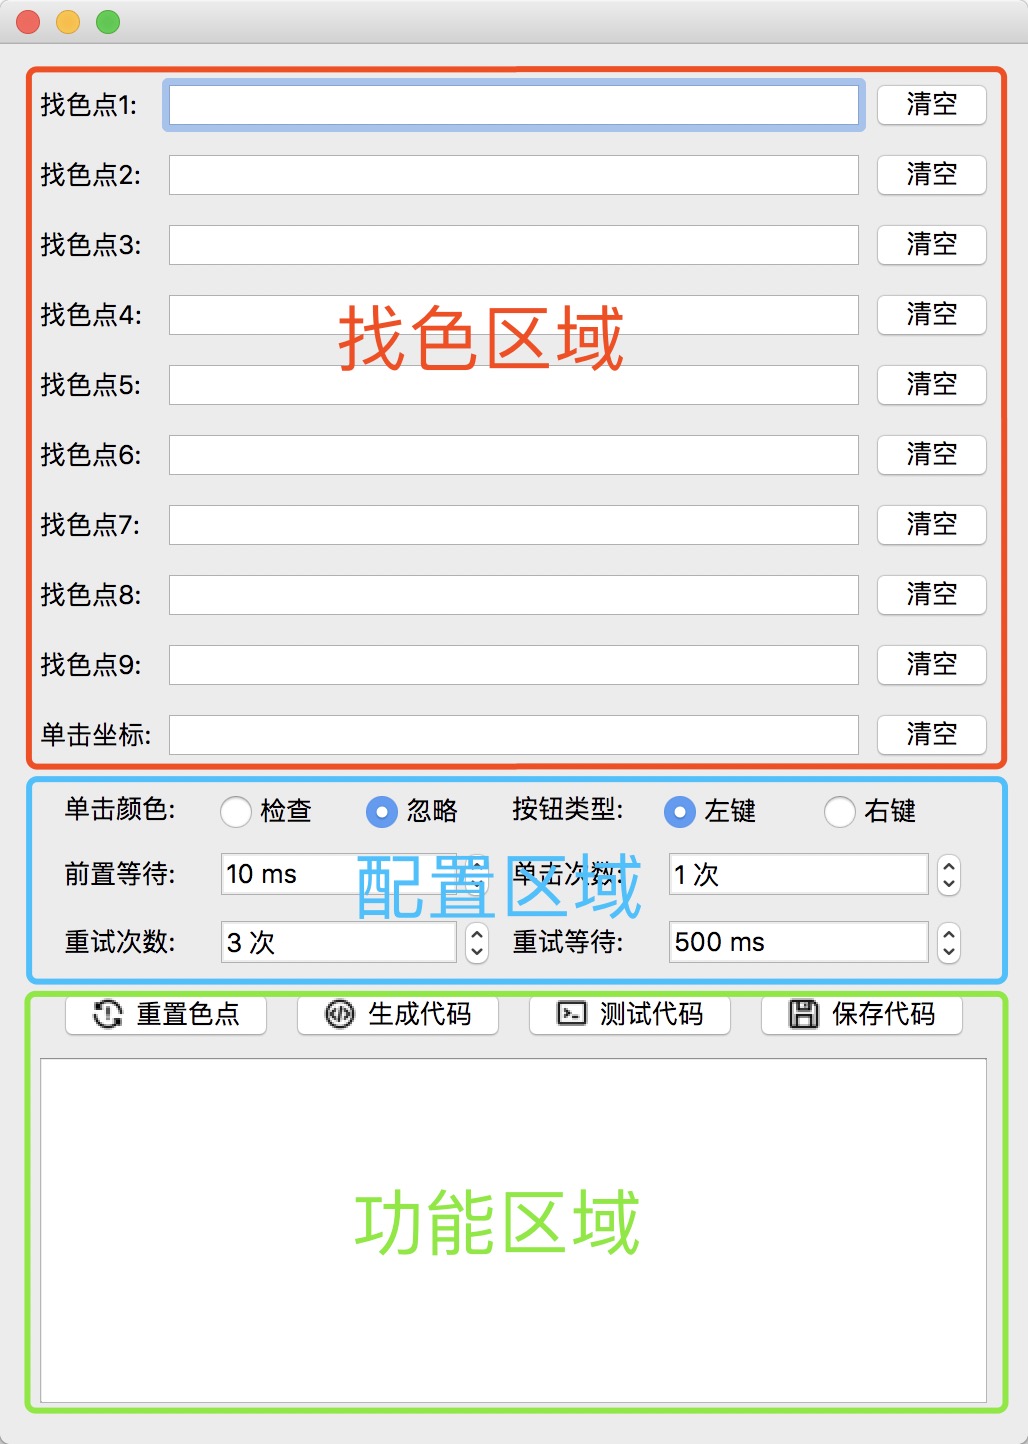 找色点1: 清空
找色点2: 清空
找色点3: 清空
找色点4: 清空
找色区域
找色点5: 清空
找色点6: 清空
找色点7: 清空
找色点8: 清空
找色点9: 清空
单击坐标: 清空
单击颜色: 检查 忽略 按钮类型: 左键 右键
前置等待: 10 ms 单击次数: 1 次
配置区域
重试次数: 3 次 重试等待: 500 ms
重置色点 生成代码 测试代码 保存代码
功能区域